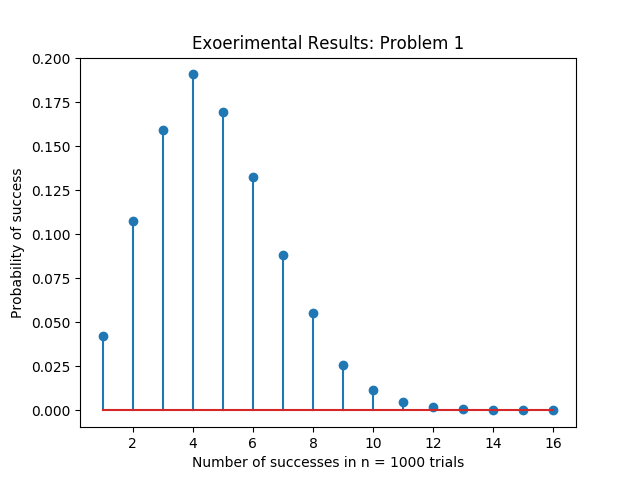 Exoerimental Results: Problem 1
0.200
0.175
0.150
0.125
0.100
0.075
0.050
0.025
0.000
Probability of success
2 4 6 8 10 12 14 16
Number of successes in n = 1000 trials